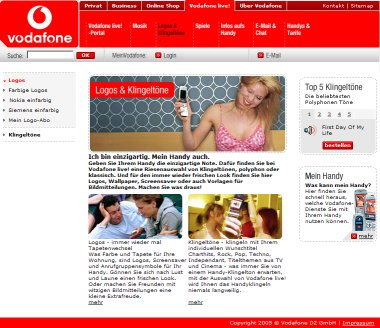 Privat
Business
Online Shop
Vodafone live!
Über Vodafone
Kontakt | Sitemap
vodafone
Vodafone live!
-Portal
Musik
Logos &
Klingeltöne
Spiele
Infos aufs
Handy
E-Mail &
Chat
Handys &
Tarife
Suche:
OK
MeinVodafone:
Login
E-Mail
Logos
Farbige Logos
Nokia einfarbig
Siemens einfarbig
Mein Logo-Abo
Klingeltöne
Logos & Klingeltöne
Ich bin einzigartig. Mein Handy auch.
Geben Sie Ihrem Handy die einzigartige Note. Dafür finden Sie bei
Vodafone live! eine Riesenauswahl von Klingeltönen, polyphon oder
klassisch. Und für den immer wieder frischen Look finden Sie hier
Logos, Wallpaper, Screensaver oder auch Vorlagen für
Bildmitteilungen. Machen Sie was draus!
Logos - immer wieder mal
Tapetenwechsel
Was Farbe und Tapete für Ihre
Wohnung, sind Logos, Screensaver
und Anrufgruppensymbole für Ihr
Handy. Gönnen Sie sich nach Lust
und Laune einen frischen Look.
Oder machen Sie Freunden mit
witzigen Bildmitteilungen eine
kleine Extrafreude.
mehr
Klingeltöne - klingeln mit Ihrem
individuellen Wunschtitel
Charthits, Rock, Pop, Techno,
Independent, Titelthemen aus TV
und Cinema - was immer Sie von
einem Handy-Klingelton erwarten,
mit der Auswahl von Vodafone live!
wird Ihnen das Handyklingeln
niemals langweilig.
mehr
Top 5 Klingeltöne
Die beliebtesten
Polyphonen Töne
1 2 3 4 5
First Day Of My
Life
bestellen
Mein Handy
Was kann mein Handy?
Hier finden Sie
schnell heraus,
welche Vodafone-
Dienste Sie mit
Ihrem Handy
nutzen können
mehr
Copyright 2005 © Vodafone D2 GmbH | Impressum